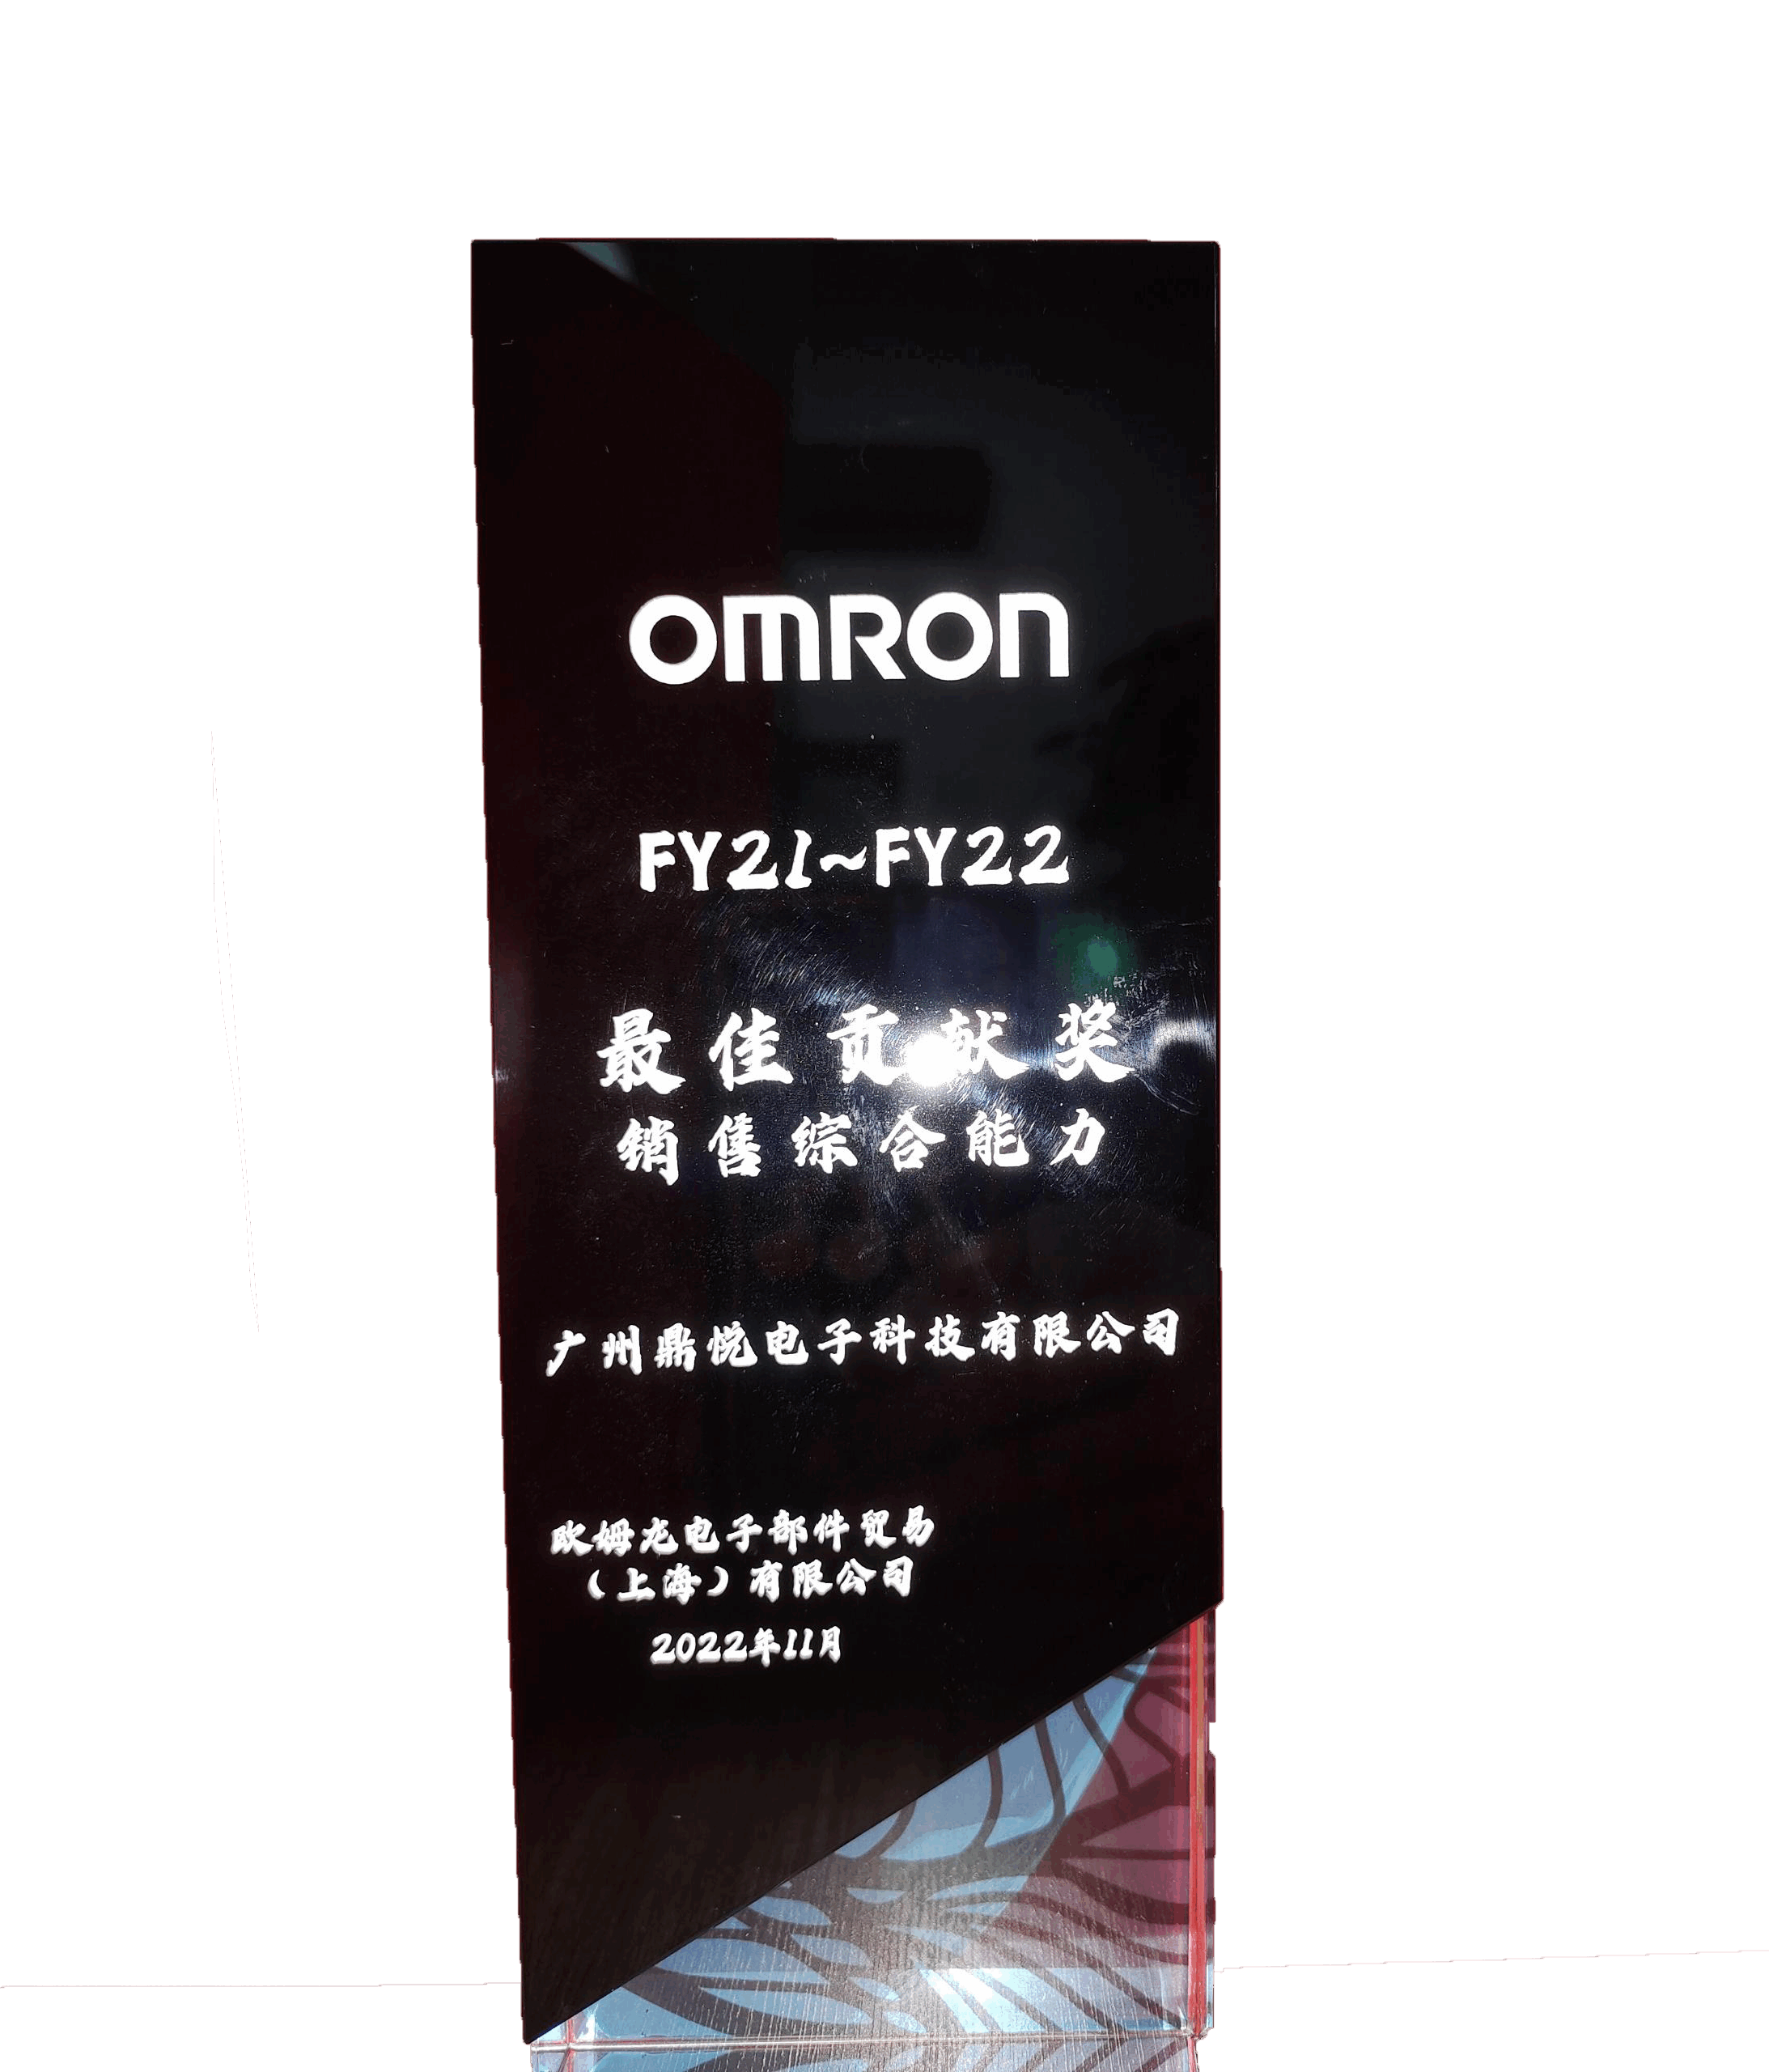 OMRON
FY21~FY22
最佳贡献奖
销售综合能力
广州鼎悦电子科技有限公司
欧姆龙电子部件贸易
（上海）有限公司
2022年11月